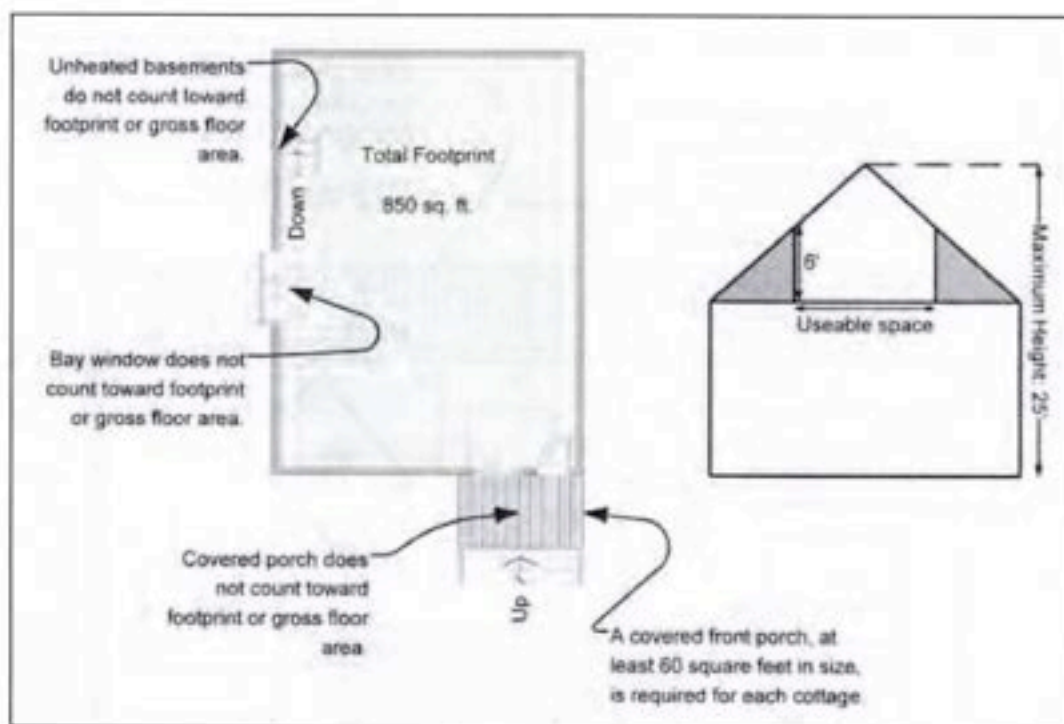 Unheated basements
do not count toward
footprint or gross floor
area.
Down
Total Footprint
850 sq. ft.
Bay window does not
count toward footprint
or gross floor area.
Covered porch does
not count toward
footprint or gross floor
area.
Up
A covered front porch, at
least 60 square feet in size,
is required for each cottage.
6'
Useable space
Maximum Height: 25'